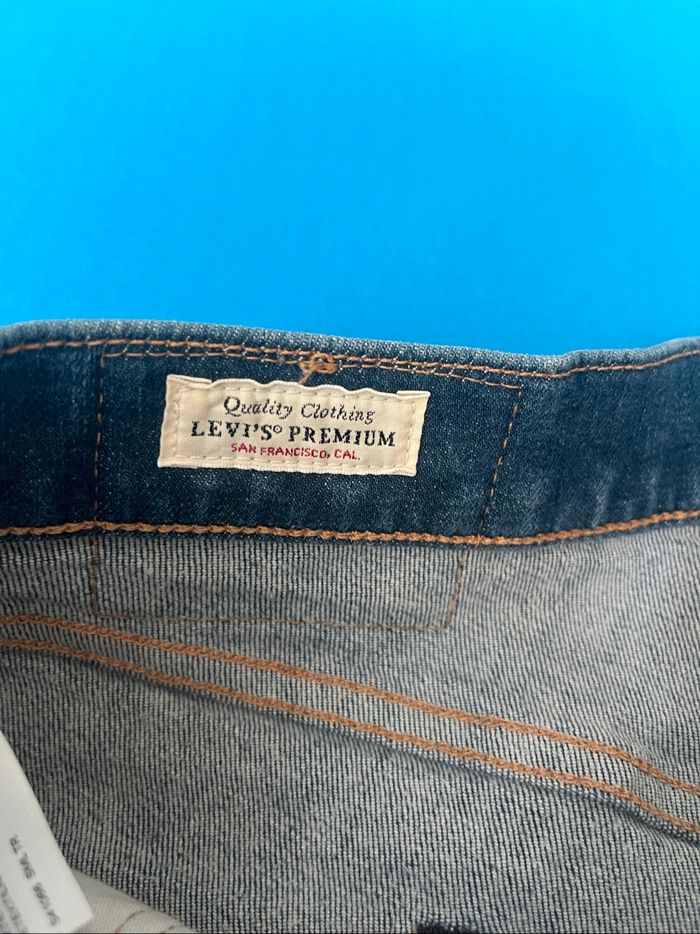 Quality Clothing
LEVI'S® PREMIUM
SAN FRANCISCO, CAL.